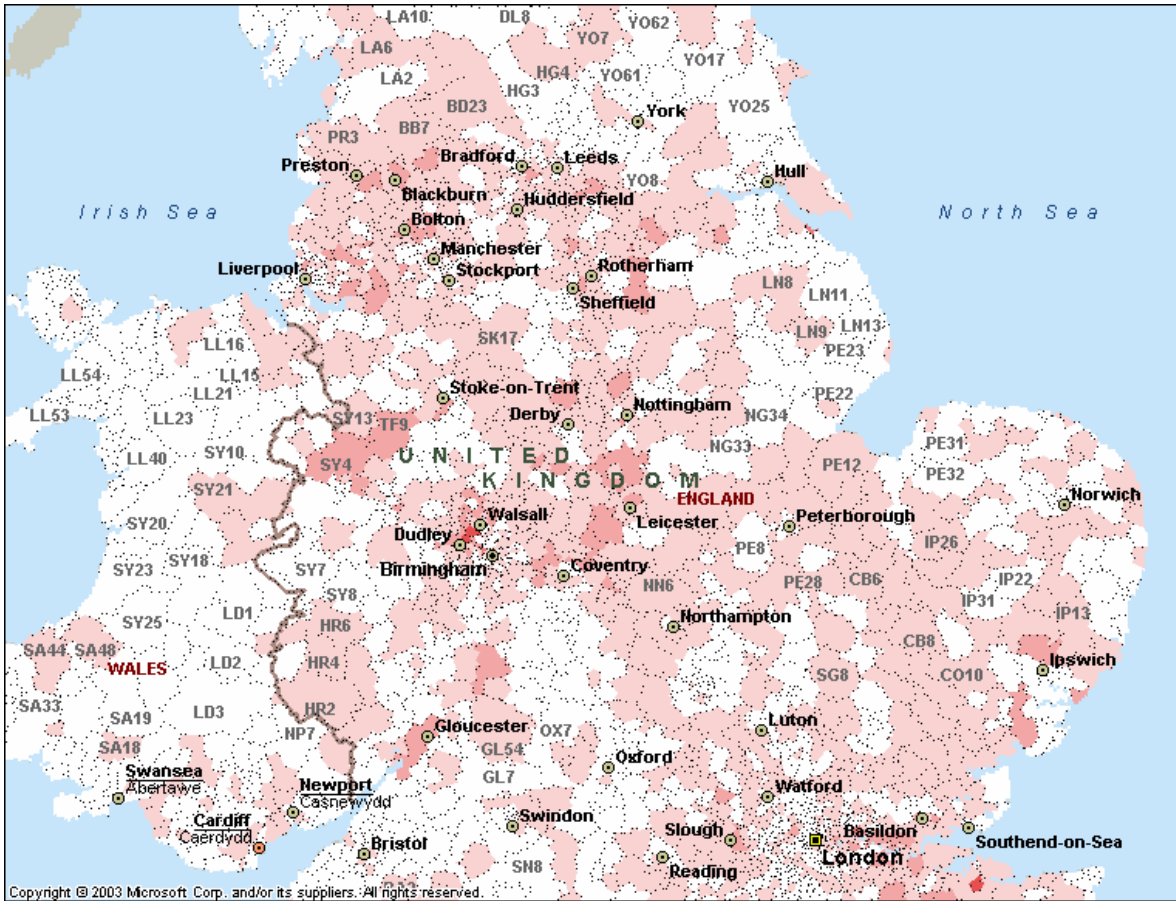 LA10
DL8
YO62
LA6
YO7
YO17
LA2
HG4
YO61
HG3
BD23
YO25
York
PR3
BB7
Preston
Bradford
Leeds
Hull
Blackburn
YO8
Huddersfield
Irish Sea
North Sea
Bolton
Manchester
Liverpool
Stockport
Rotherham
Sheffield
LN8
LN11
LN9
LN13
SK17
PE23
LL16
LL54
LL15
LL21
Stoke-on-Trent
PE22
LL53
LL23
SY13
TF9
Derby
Nottingham
NG34
NG33
PE31
SY10
LL40
UNITED
KINGDOM
SY4
PE12
PE32
SY21
ENGLAND
Norwich
SY20
Walsall
Leicester
Peterborough
Dudley
IP26
PE8
SY18
SY23
SY7
Birmingham
Coventry
NN6
PE28
CB6
IP22
SY8
IP31
LD1
IP13
SY25
HR6
Northampton
CB8
SA44
SA48
WALES
LD2
HR4
SG8
CO10
Ipswich
SA33
SA19
LD3
HR2
NP7
Gloucester
OX7
Luton
SA18
GL54
Swansea
Abertawe
GL7
Oxford
Newport
Casnewydd
Watford
Cardiff
Caerdydd
Swindon
Slough
Basildon
Bristol
London
Southend-on-Sea
SN8
Reading
Copyright © 2003 Microsoft Corp. and/or its suppliers. All rights reserved.